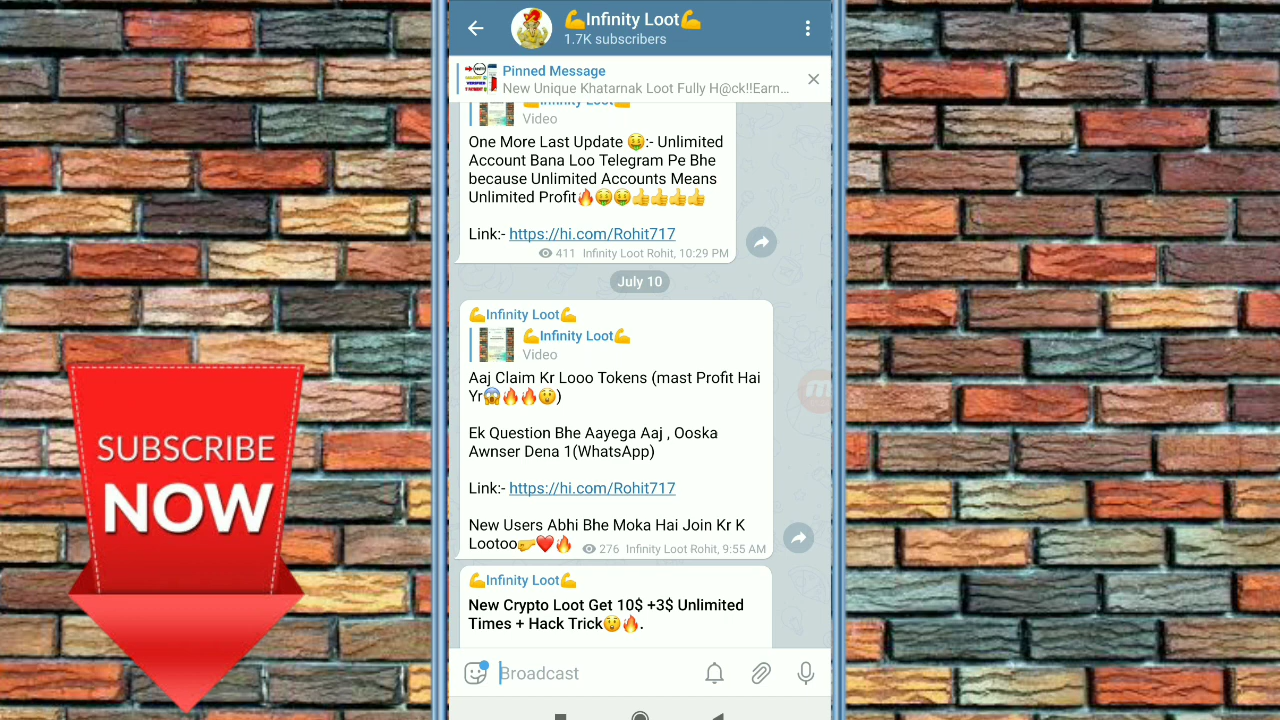 💪Infinity Loot💪
1.7K subscribers
Pinned Message
New Unique Khatarnak Loot Fully H@ck!!Earn...
💪Infinity Loot💪
Video
One More Last Update 🤑:- Unlimited
Account Bana Loo Telegram Pe Bhe
because Unlimited Accounts Means
Unlimited Profit🔥🤑🤑👍👍👍👍
Link:- https://hi.com/Rohit717
411 Infinity Loot Rohit, 10:29 PM
July 10
💪Infinity Loot💪
💪Infinity Loot💪
Video
Aaj Claim Kr Looo Tokens (mast Profit Hai
Yr😱🔥🔥😲)
Ek Question Bhe Aayega Aaj , Ooska
Awnser Dena 1(WhatsApp)
Link:- https://hi.com/Rohit717
New Users Abhi Bhe Moka Hai Join Kr K
Lootoo🤛❤️🔥
276 Infinity Loot Rohit, 9:55 AM
💪Infinity Loot💪
New Crypto Loot Get 10$ +3$ Unlimited
Times + Hack Trick😲🔥.
Broadcast
SUBSCRIBE
NOW